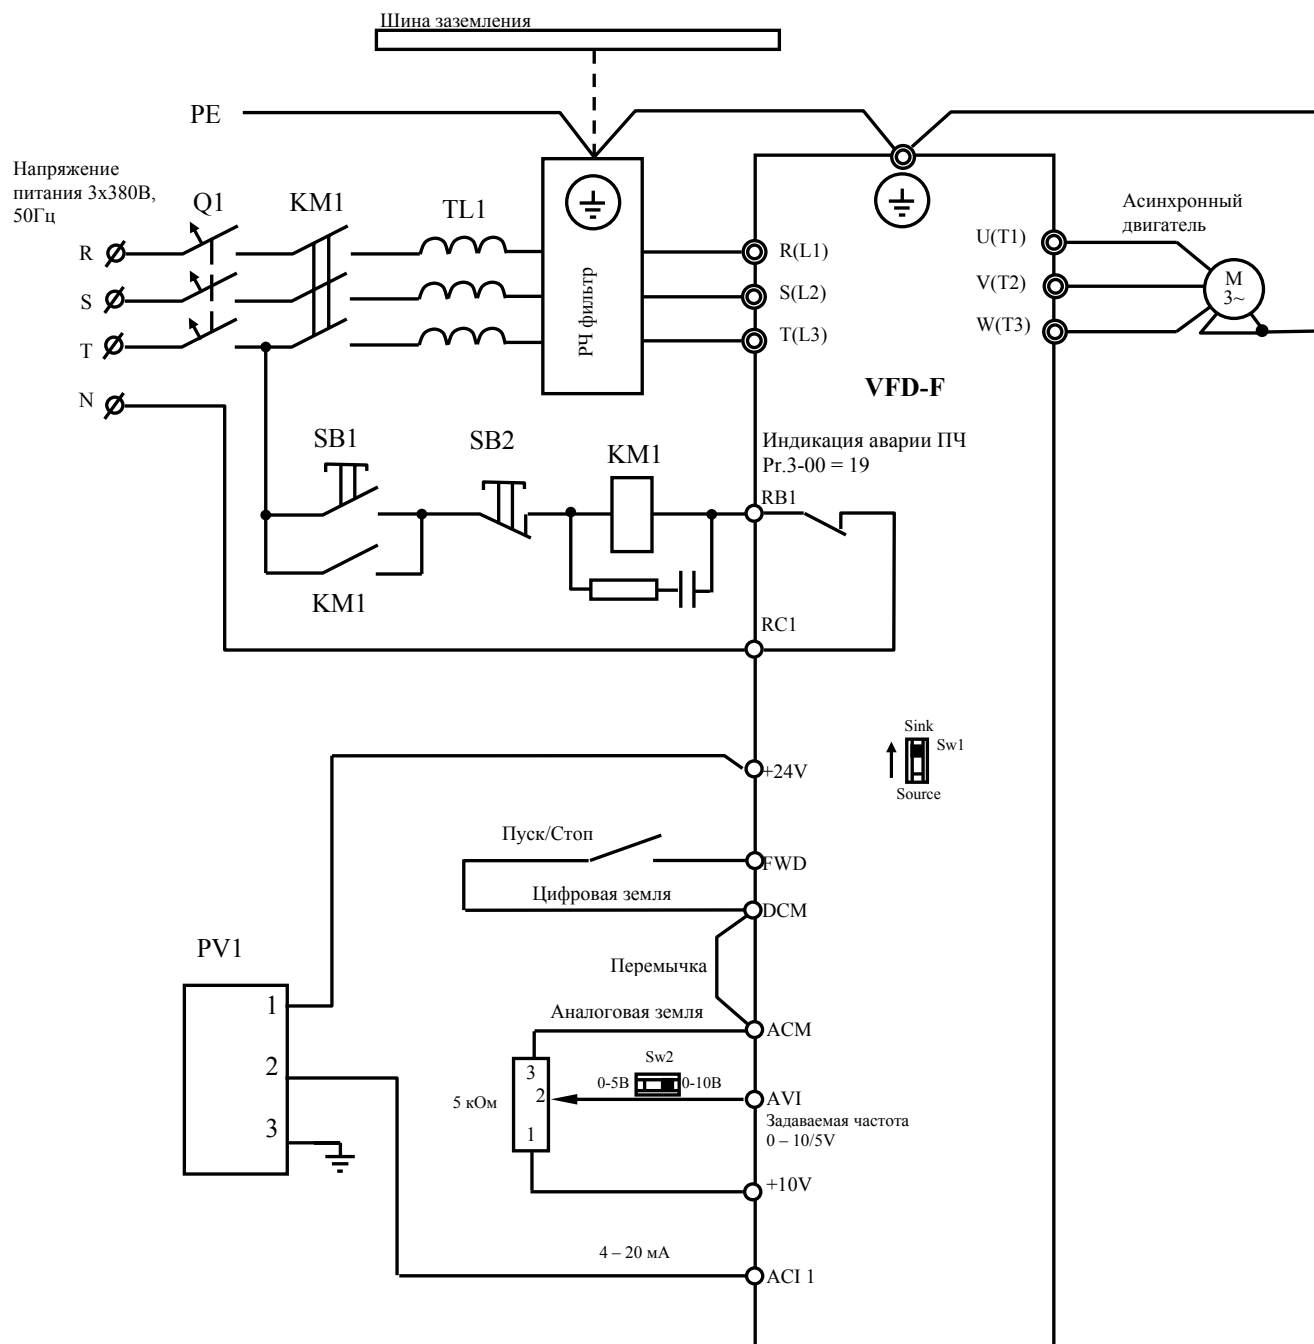 Шина заземления
PE
Напряжение
питания 3х380В,
50Гц
Q1
KM1
TL1
R
S
T
N
РЧ фильтр
R(L1)
S(L2)
T(L3)
U(T1)
V(T2)
W(T3)
Асинхронный
двигатель
М
3~
VFD-F
SB1
SB2
KM1
KM1
Индикация аварии ПЧ
Pr.3-00 = 19
RB1
RC1
Sink
Sw1
Source
+24V
Пуск/Стоп
FWD
Цифровая земля
DCM
PV1
1
2
3
Перемычка
Аналоговая земля
ACM
Sw2
0-5В
0-10В
3
2
1
5 кОм
AVI
Задаваемая частота
0 – 10/5V
+10V
4 – 20 мА
ACI 1